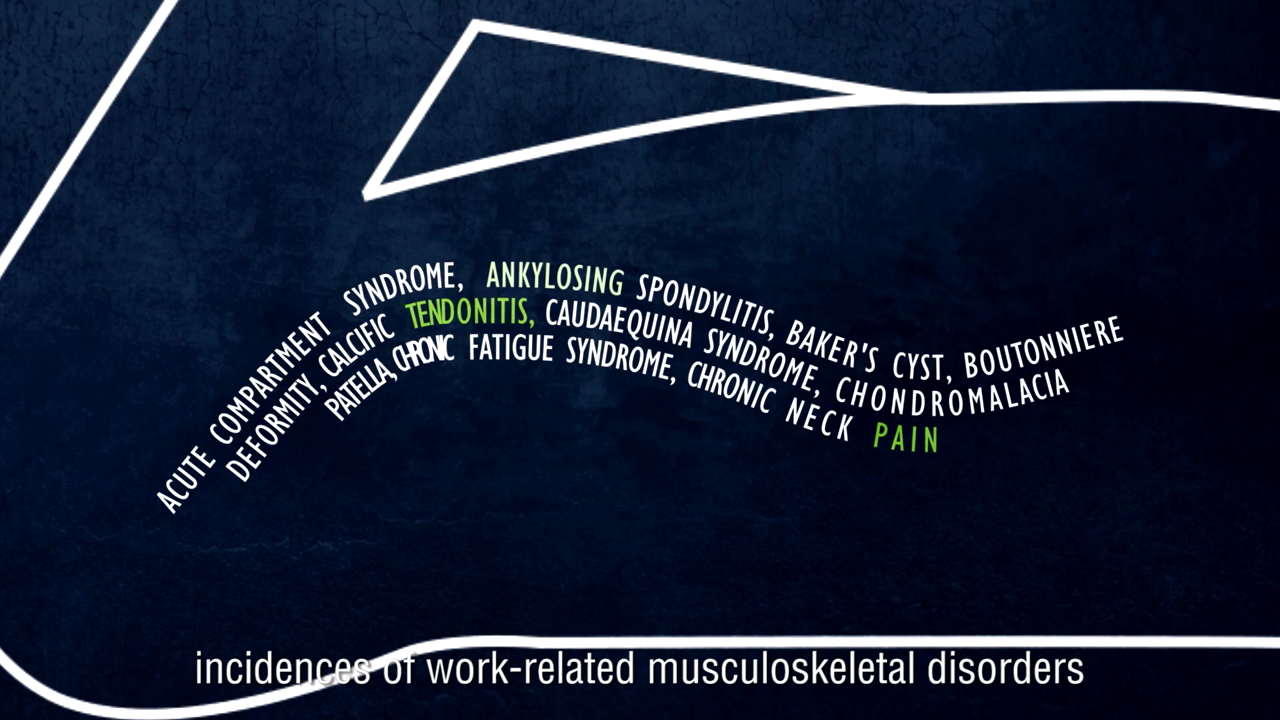 ACUTE COMPARTMENT SYNDROME, ANKYLOSING SPONDYLITIS, BAKER'S CYST, BOUTONNIERE
DEFORMITY, CALCIFIC TENDONITIS, CAUDAEQUINA SYNDROME, CHONDROMALACIA
PATELLA, CHRONIC FATIGUE SYNDROME, CHRONIC NECK PAIN
incidences of work-related musculoskeletal disorders